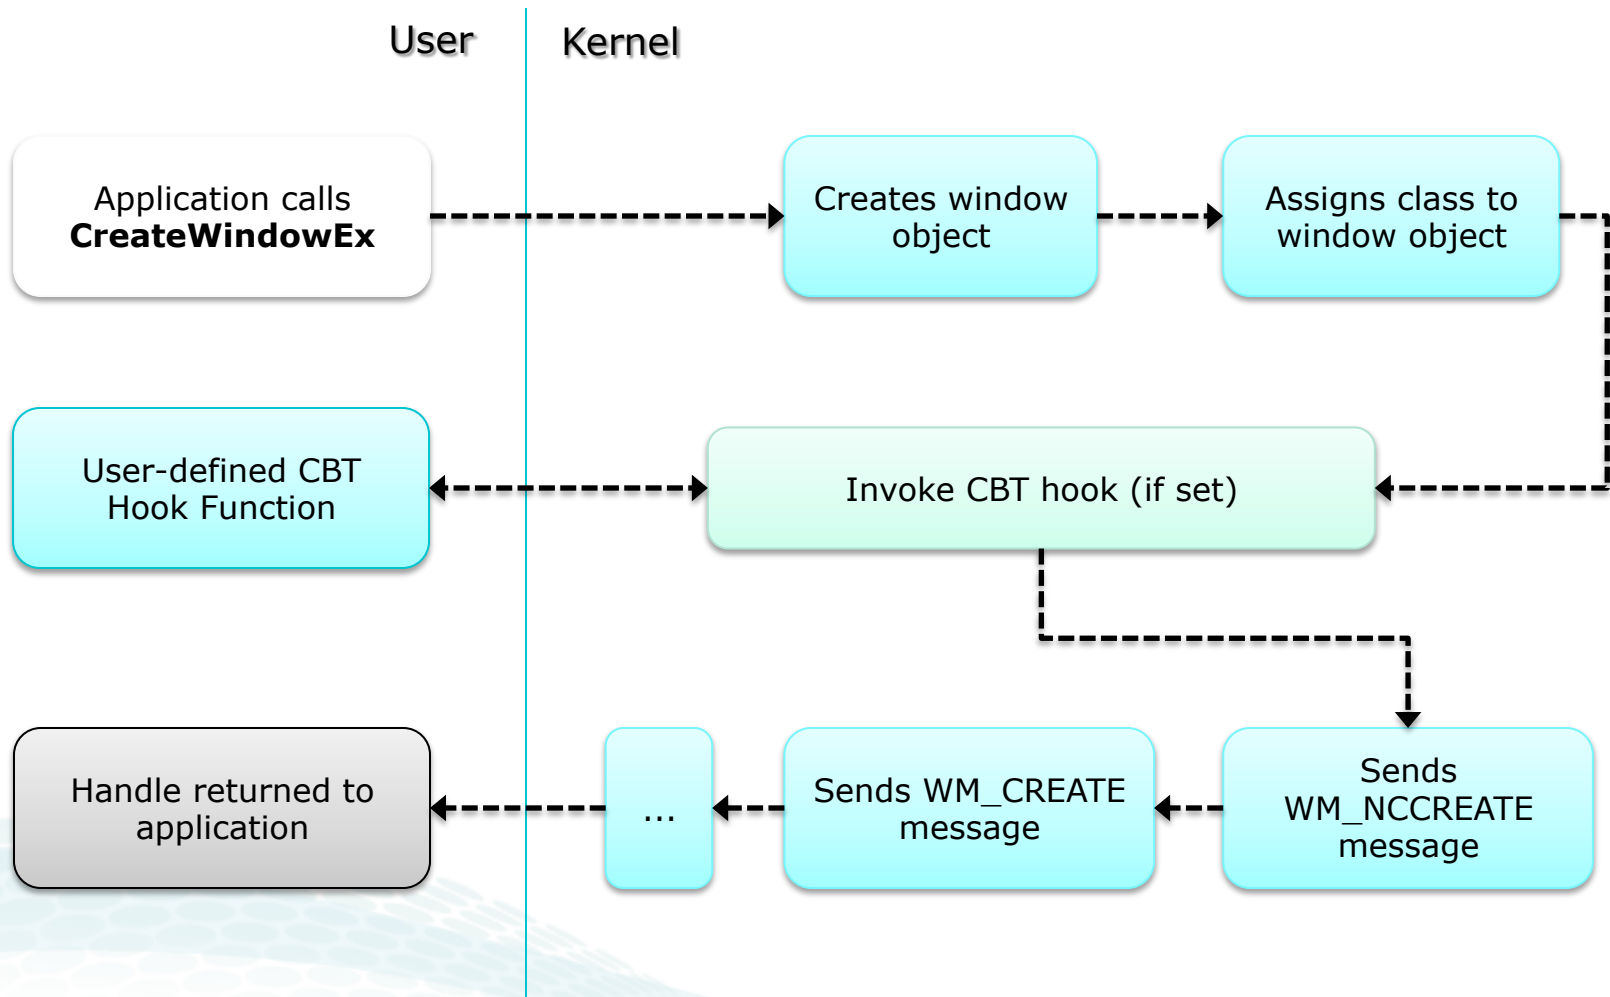 User
Kernel
Application calls
CreateWindowEx
Creates window
object
Assigns class to
window object
User-defined CBT
Hook Function
Invoke CBT hook (if set)
Handle returned to
application
...
Sends WM_CREATE
message
Sends
WM_NCCREATE
message